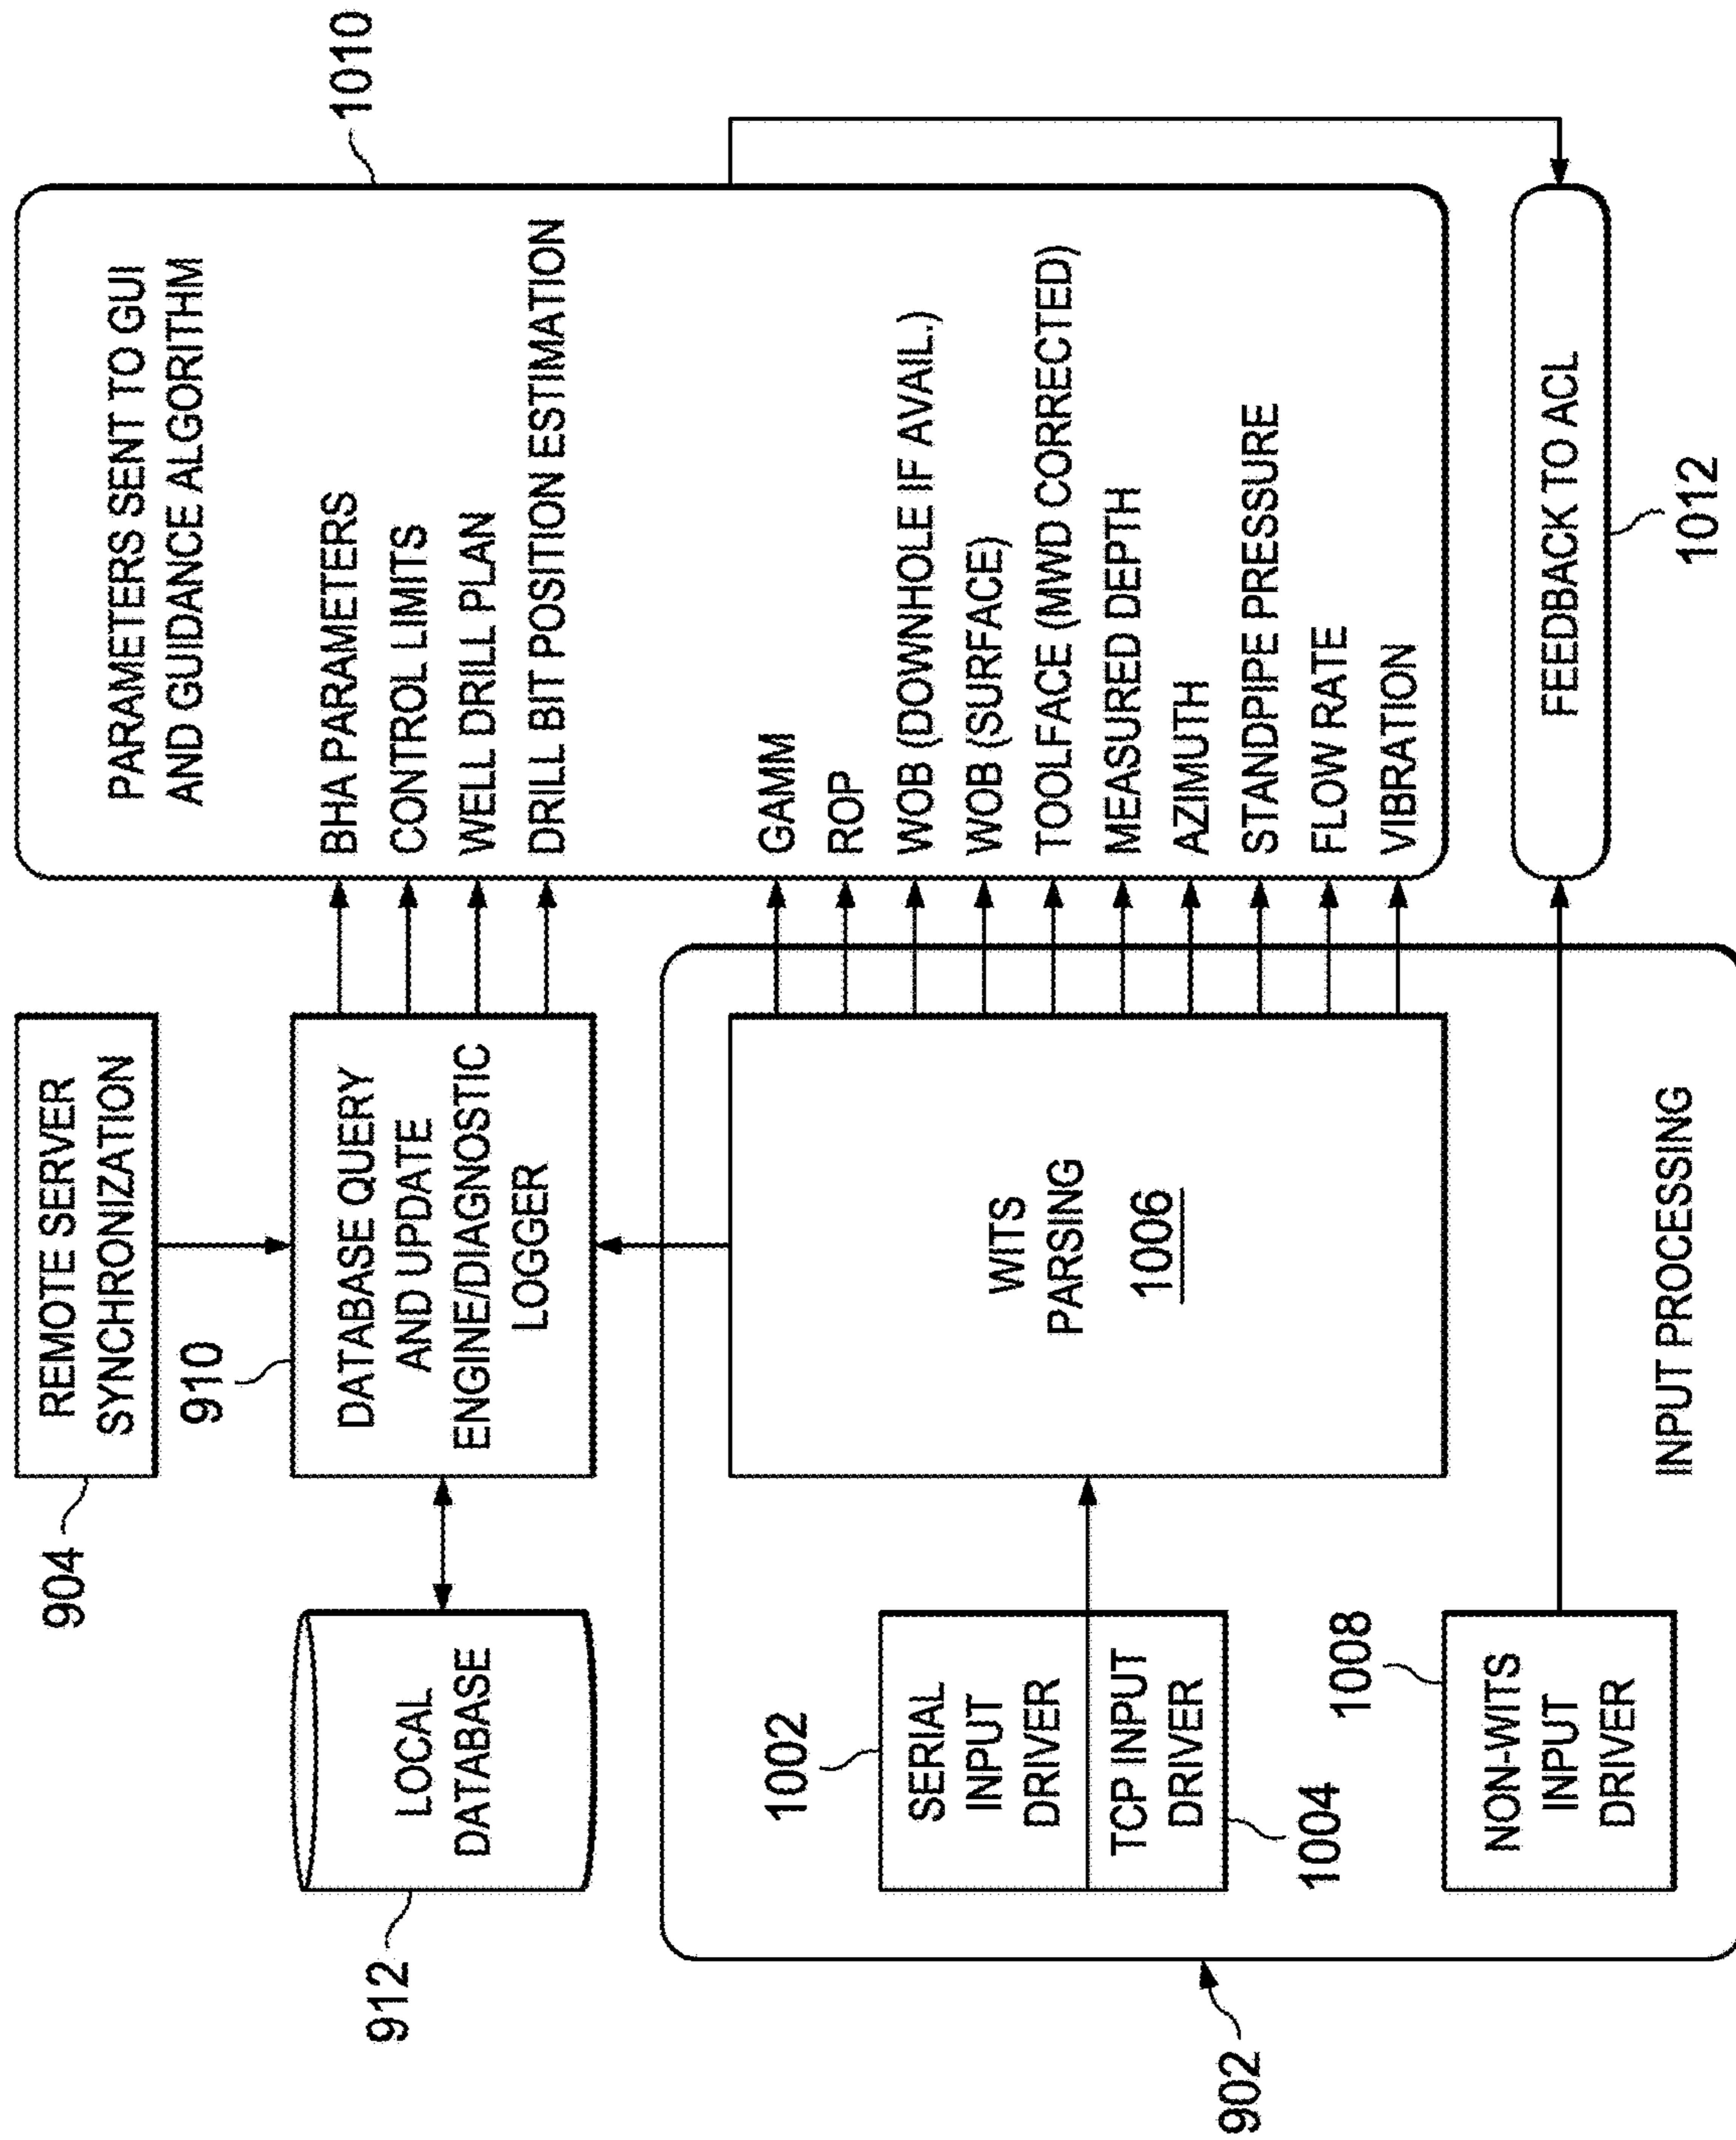 904
REMOTE SERVER
SYNCHRONIZATION
912
LOCAL
DATABASE
910
DATABASE QUERY
AND UPDATE
ENGINE/DIAGNOSTIC
LOGGER
PARAMETERS SENT TO GUI
AND GUIDANCE ALGORITHM
1010
BHA PARAMETERS
CONTROL LIMITS
WELL DRILL PLAN
DRILL BIT POSITION ESTIMATION
GAMM
ROP
WOB (DOWNHOLE IF AVAIL.)
WOB (SURFACE)
TOOLFACE (MWD CORRECTED)
MEASURED DEPTH
AZIMUTH
STANDPIPE PRESSURE
FLOW RATE
VIBRATION
902
1002
SERIAL
INPUT
DRIVER
TCP INPUT
DRIVER
1004
WITS
PARSING
1006
1008
NON-WITS
INPUT
DRIVER
INPUT PROCESSING
FEEDBACK TO ACL
1012